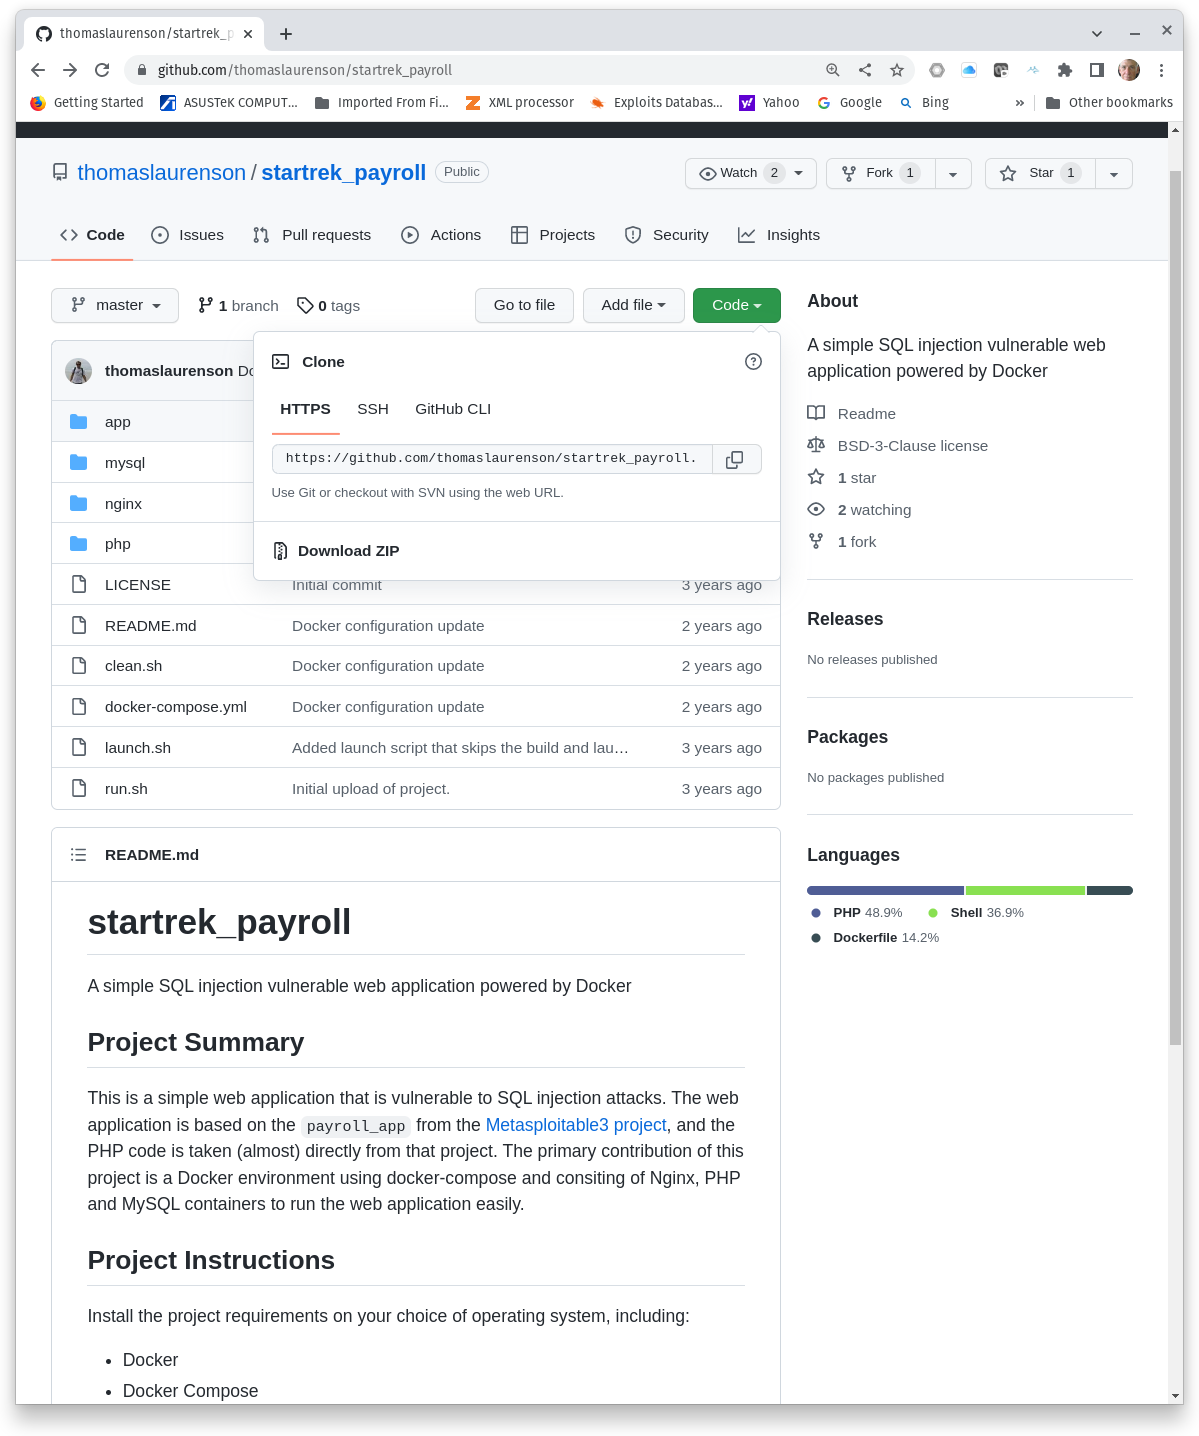 thomaslaurenson/startrek_p
github.com/thomaslaurenson/startrek_payroll
Getting Started ASUSTeK COMPUT... Imported From Fi... XML processor Exploits Databas... Yahoo Google Bing » Other bookmarks
thomaslaurenson / startrek_payroll Public
Watch 2 Fork 1 Star 1
Code Issues Pull requests Actions Projects Security Insights
master 1 branch 0 tags Go to file Add file Code
thomaslaurenson Do
app
mysql
nginx
php
Clone
HTTPS SSH GitHub CLI
https://github.com/thomaslaurenson/startrek_payroll.
Use Git or checkout with SVN using the web URL.
Download ZIP
LICENSE Initial commit 3 years ago
README.md Docker configuration update 2 years ago
clean.sh Docker configuration update 2 years ago
docker-compose.yml Docker configuration update 2 years ago
launch.sh Added launch script that skips the build and lau... 3 years ago
run.sh Initial upload of project. 3 years ago
README.md
startrek_payroll
A simple SQL injection vulnerable web application powered by Docker
Project Summary
This is a simple web application that is vulnerable to SQL injection attacks. The web
application is based on the payroll_app from the Metasploitable3 project, and the
PHP code is taken (almost) directly from that project. The primary contribution of this
project is a Docker environment using docker-compose and consiting of Nginx, PHP
and MySQL containers to run the web application easily.
Project Instructions
Install the project requirements on your choice of operating system, including:
• Docker
• Docker Compose
About
A simple SQL injection vulnerable web
application powered by Docker
Readme
BSD-3-Clause license
1 star
2 watching
1 fork
Releases
No releases published
Packages
No packages published
Languages
PHP 48.9% Shell 36.9%
Dockerfile 14.2%